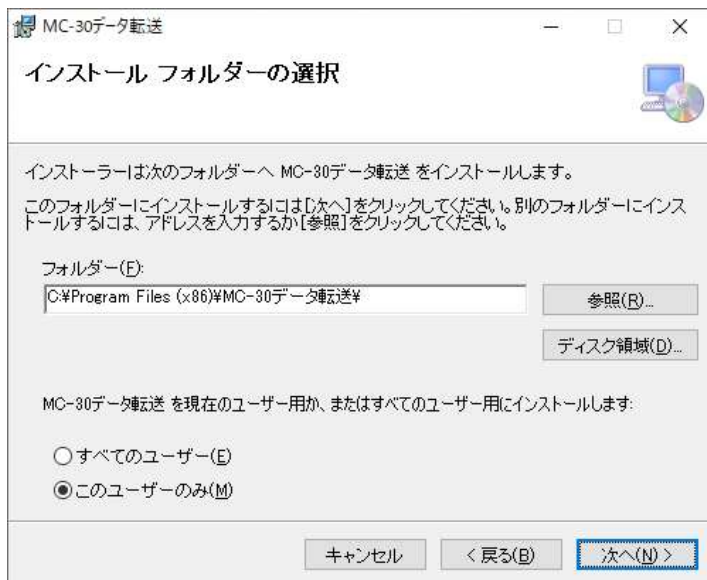 MC-30データ転送
インストール フォルダーの選択
インストーラーは次のフォルダーへ MC-30データ転送 をインストールします。
このフォルダーにインストールするには[次へ]をクリックしてください。別のフォルダーにインス
トールするには、アドレスを入力するか[参照]をクリックしてください。
フォルダー(F):
C:¥Program Files (x86)¥MC-30データ転送¥
参照(R)...
ディスク領域(D)...
MC-30データ転送 を現在のユーザー用か、またはすべてのユーザー用にインストールします:
すべてのユーザー(E)
このユーザーのみ(M)
キャンセル
< 戻る(B)
次へ(N) >